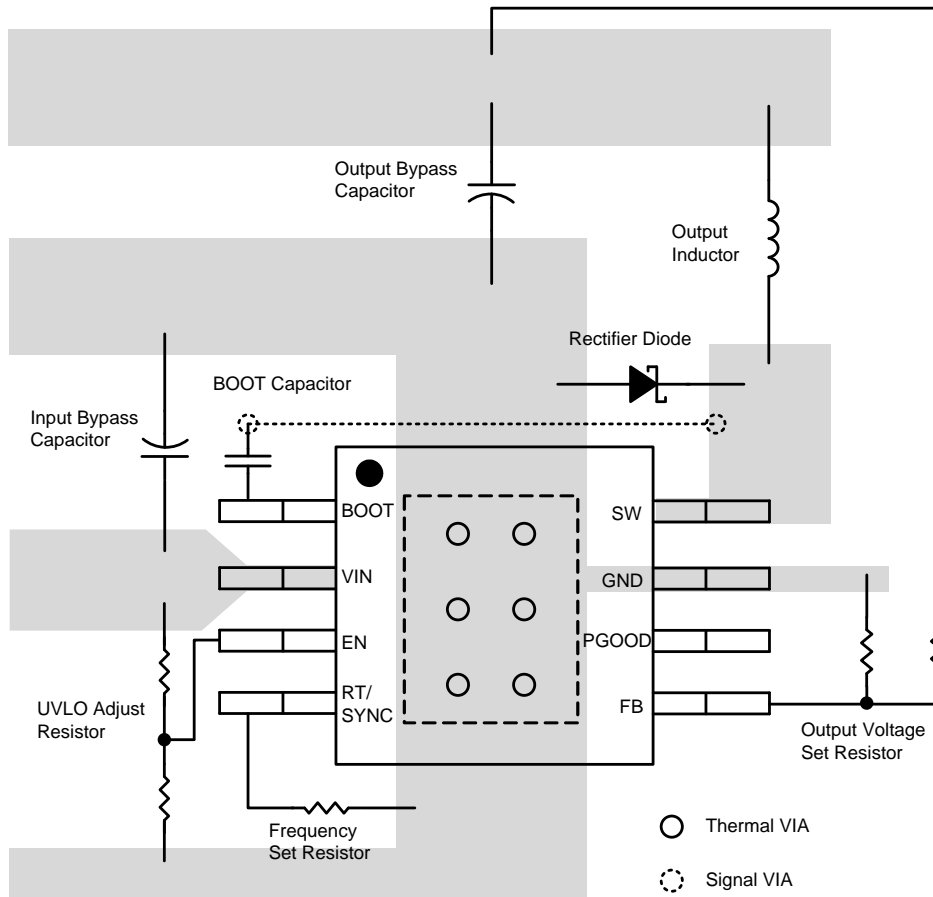 Output Bypass
Capacitor
Output
Inductor
Rectifier Diode
BOOT Capacitor
Input Bypass
Capacitor
BOOT
SW
VIN
GND
EN
PGOOD
RT/
SYNC
FB
UVLO Adjust
Resistor
Output Voltage
Set Resistor
Frequency
Set Resistor
Thermal VIA
Signal VIA